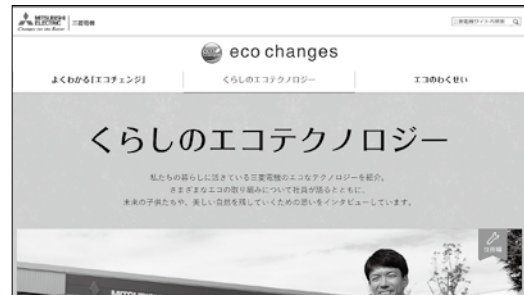 MITSUBISHI ELECTRIC 三菱電機
Changes for the Better
eco changes
よくわかる「エコチェンジ」 くらしのエコテクノロジー エコのわくせい
くらしのエコテクノロジー
私たちの暮らしに活きている三菱電機のエコなテクノロジーを紹介。
さまざまなエコの取り組みについて社員が語るとともに、
未来の子供たちや、美しい自然を残していくための思いをインタビューしています。
MITSUBISHI